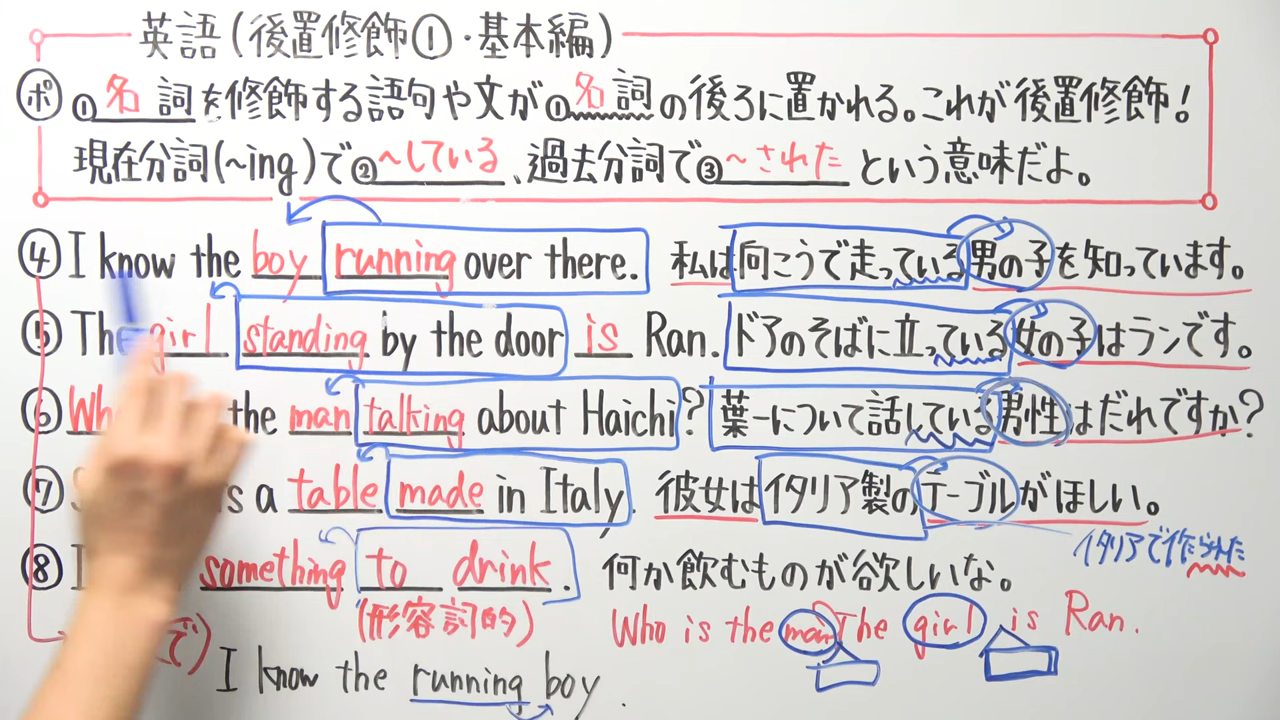 英語(後置修飾①・基本編)
ポ ①名詞を修飾する語句や文が①名詞の後ろに置かれる。これが後置修飾!
現在分詞(~ing)で②~している、過去分詞で③~されたという意味だよ。
④ I know the boy running over there. 私は向こうで走っている男の子を知っています。
⑤ The girl standing by the door is Ran. ドアのそばに立っている女の子はランです。
⑥ the man talking about Haichi? 葉一について話している男性はだれですか?
⑦ is a table made in Italy. 彼女はイタリア製のテーブルがほしい。
イタリアで作られた
⑧ I something to drink. 何か飲むものが欲しいな。
(形容詞的)
Who is the man The girl is Ran.
で) I know the running boy.